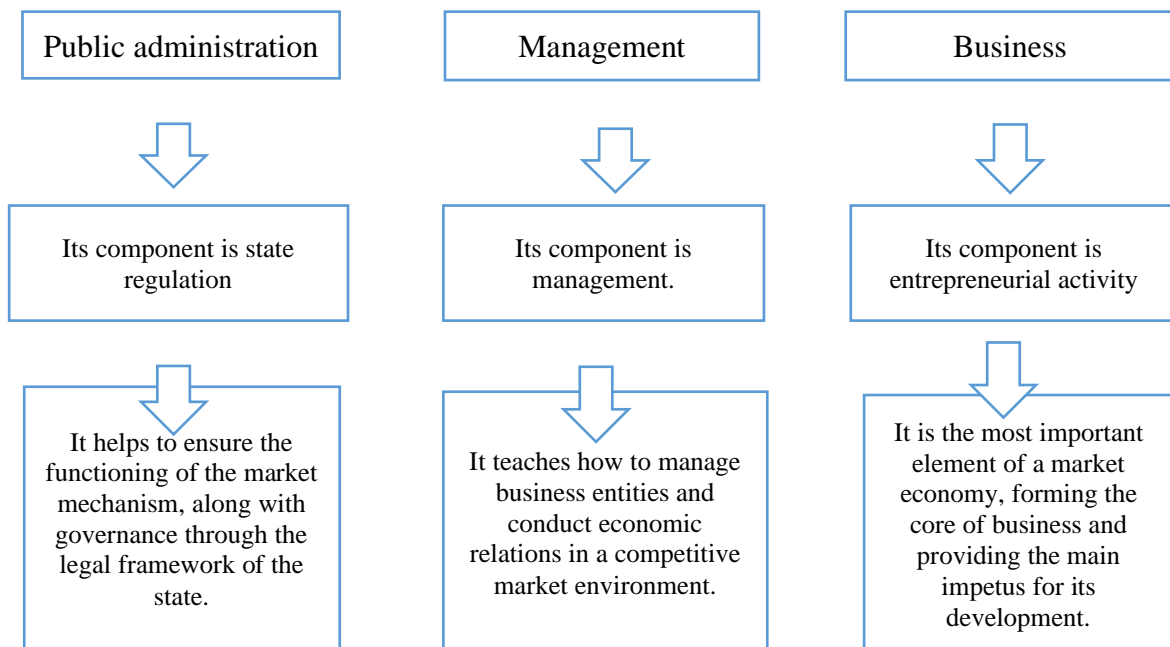 Public administration
Management
Business
Its component is state
regulation
Its component is
management.
Its component is
entrepreneurial activity
It helps to ensure the
functioning of the market
mechanism, along with
governance through the
legal framework of the
state.
It teaches how to manage
business entities and
conduct economic
relations in a competitive
market environment.
It is the most important
element of a market
economy, forming the
core of business and
providing the main
impetus for its
development.